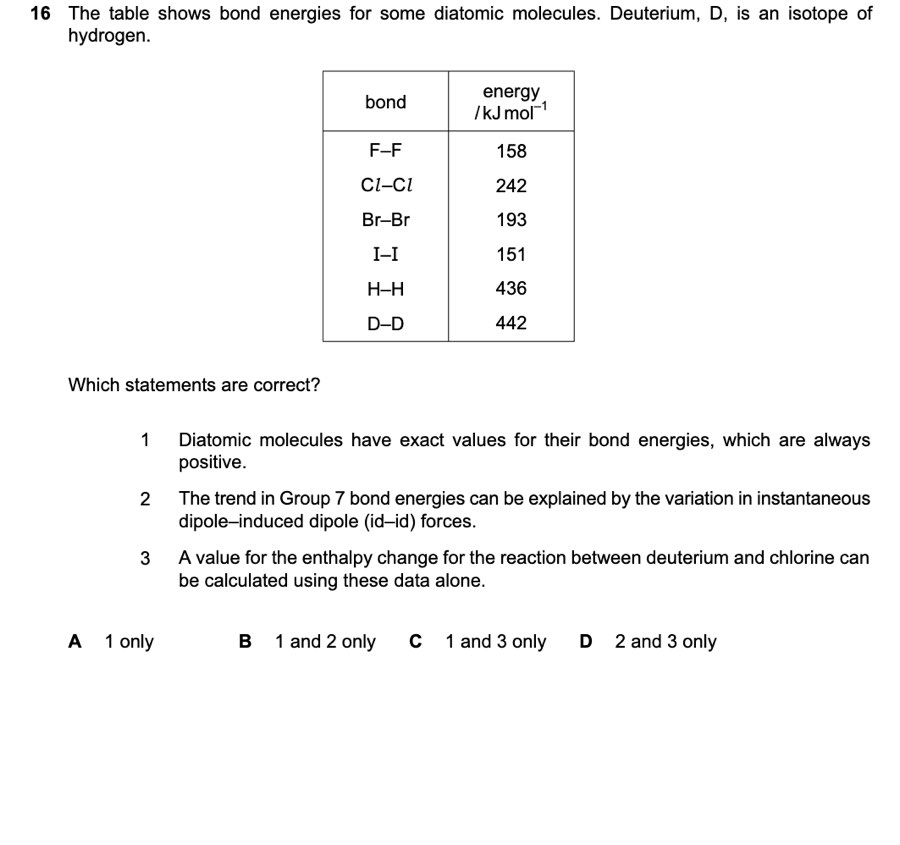 16 The table shows bond energies for some diatomic molecules. Deuterium, D, is an isotope of
hydrogen.
bond energy /kJ mol⁻¹
F–F 158
Cl–Cl 242
Br–Br 193
I–I 151
H–H 436
D–D 442
Which statements are correct?
1 Diatomic molecules have exact values for their bond energies, which are always
positive.
2 The trend in Group 7 bond energies can be explained by the variation in instantaneous
dipole–induced dipole (id–id) forces.
3 A value for the enthalpy change for the reaction between deuterium and chlorine can
be calculated using these data alone.
A 1 only B 1 and 2 only C 1 and 3 only D 2 and 3 only